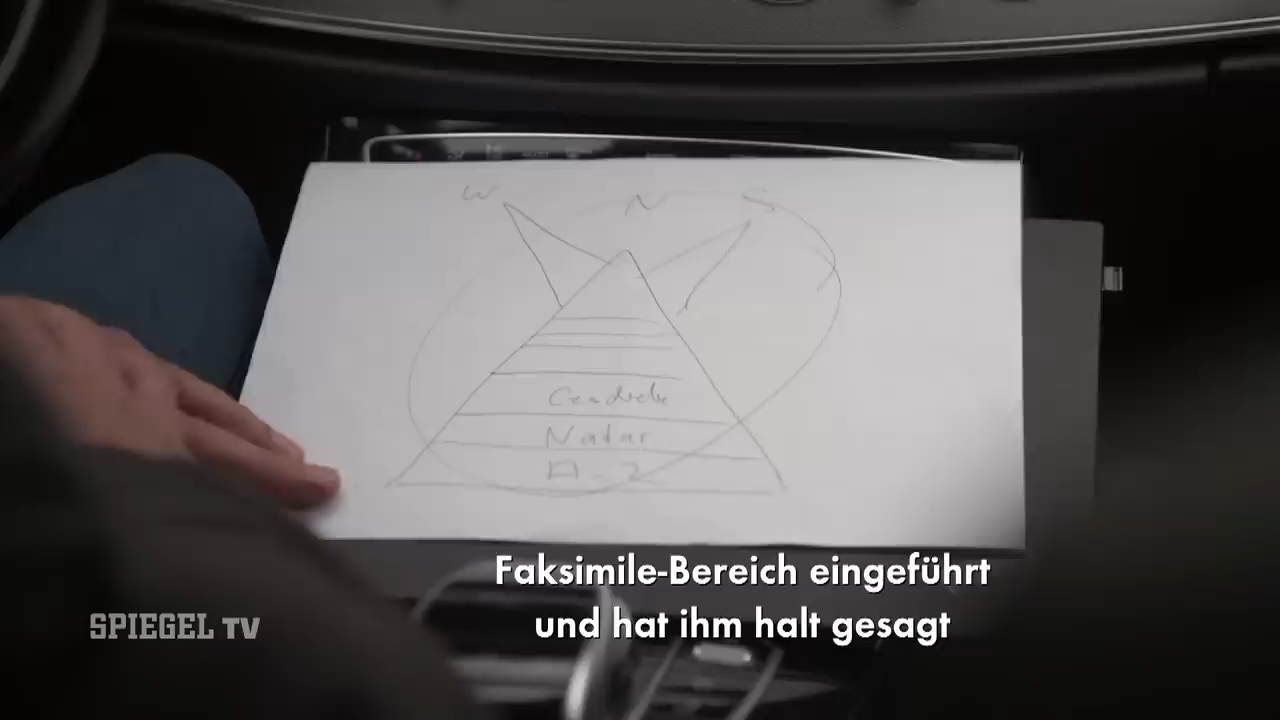 W N S
Natur
A-Z
Faksimile-Bereich eingeführt
und hat ihm halt gesagt
SPIEGEL TV